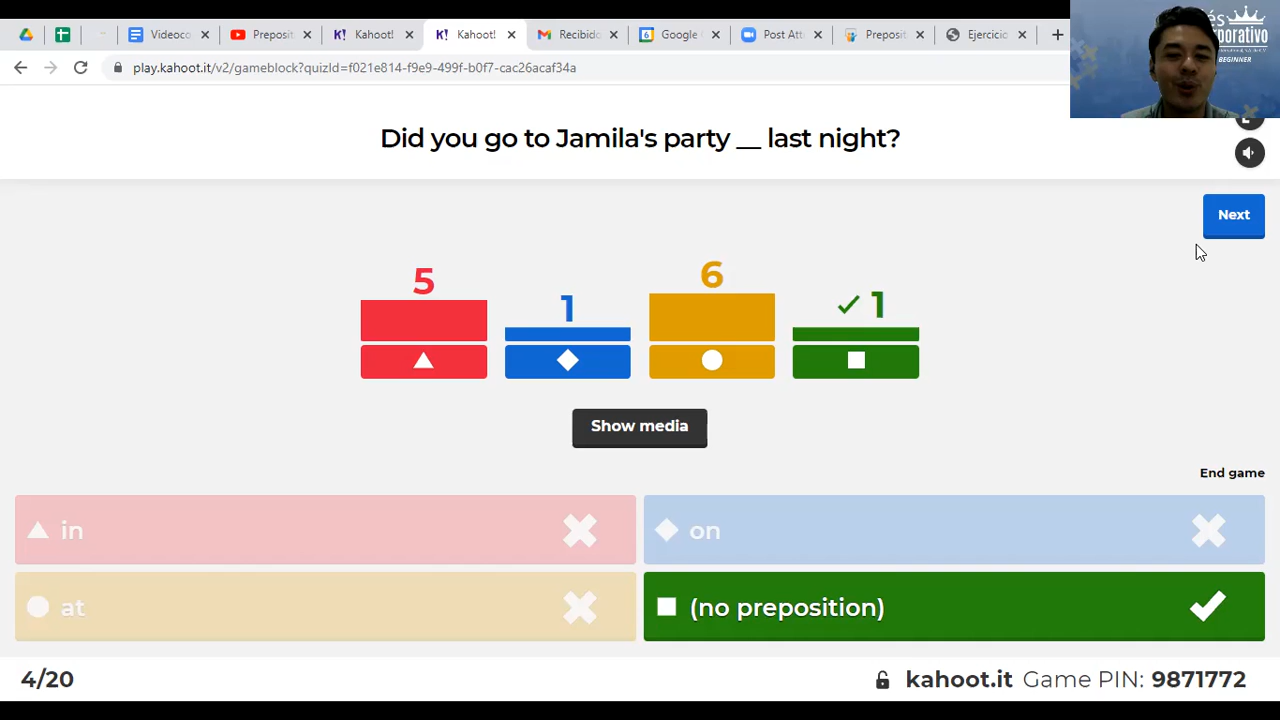 Videoco
Preposit
Kahoot!
Kahoot!
Recibido
Google
Post Att
Preposit
Ejercicio
play.kahoot.it/v2/gameblock?quizId=f021e814-f9e9-499f-b0f7-cac26acaf34a
BEGINNER
Did you go to Jamila's party __ last night?
Next
5
1
6
1
Show media
End game
in
on
at
(no preposition)
4/20
kahoot.it Game PIN: 9871772